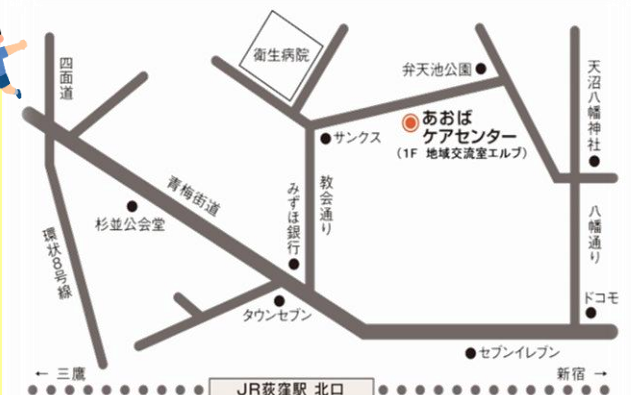 衛生病院
四面道
弁天池公園
天沼八幡神社
あおば
ケアセンター
(1F 地域交流室エルブ)
サンクス
青梅街道
みずほ銀行
教会通り
杉並公会堂
八幡通り
環状8号線
ドコモ
タウンセブン
セブンイレブン
← 三鷹
新宿 →
JR荻窪駅 北口